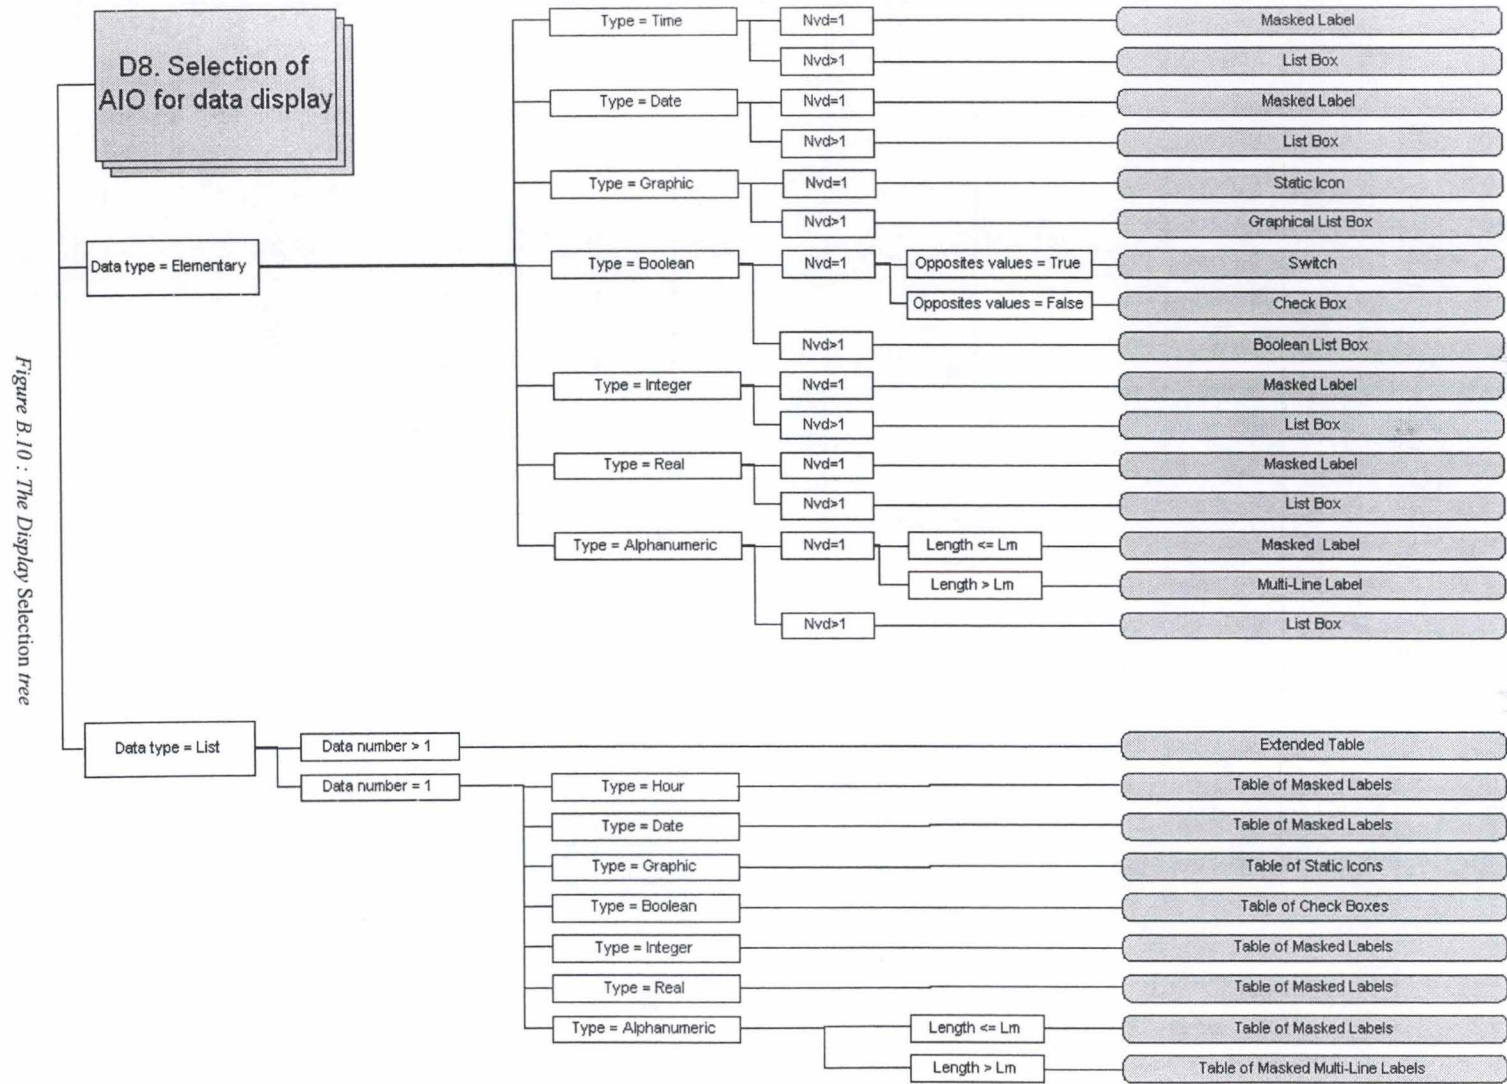 D8. Selection of
AIO for data display
Data type = Elementary
Type = Time
Nvd=1
Masked Label
Nvd>1
List Box
Type = Date
Nvd=1
Masked Label
Nvd>1
List Box
Type = Graphic
Nvd=1
Static Icon
Nvd>1
Graphical List Box
Type = Boolean
Nvd=1
Opposites values = True
Switch
Opposites values = False
Check Box
Nvd>1
Boolean List Box
Type = Integer
Nvd=1
Masked Label
Nvd>1
List Box
Type = Real
Nvd=1
Masked Label
Nvd>1
List Box
Type = Alphanumeric
Nvd=1
Length <= Lm
Masked Label
Length > Lm
Multi-Line Label
Nvd>1
List Box
Data type = List
Data number > 1
Extended Table
Data number = 1
Type = Hour
Table of Masked Labels
Type = Date
Table of Masked Labels
Type = Graphic
Table of Static Icons
Type = Boolean
Table of Check Boxes
Type = Integer
Table of Masked Labels
Type = Real
Table of Masked Labels
Type = Alphanumeric
Length <= Lm
Table of Masked Labels
Length > Lm
Table of Masked Multi-Line Labels
Figure B.10 : The Display Selection tree